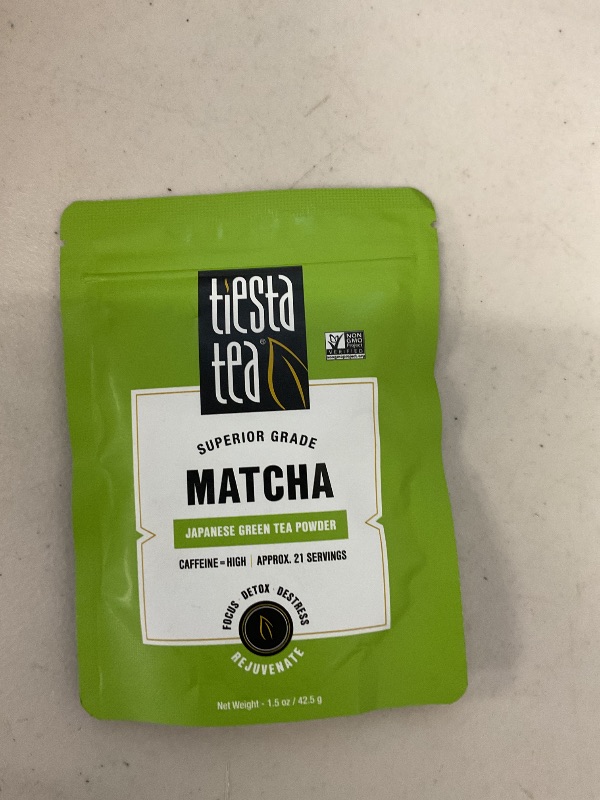 tiesta
tea®
NON
GMO
Project
VERIFIED
SUPERIOR GRADE
MATCHA
JAPANESE GREEN TEA POWDER
CAFFEINE = HIGH | APPROX. 21 SERVINGS
FOCUS DETOX DESTRESS
REJUVENATE
Net Weight - 1.5 oz / 42.5 g